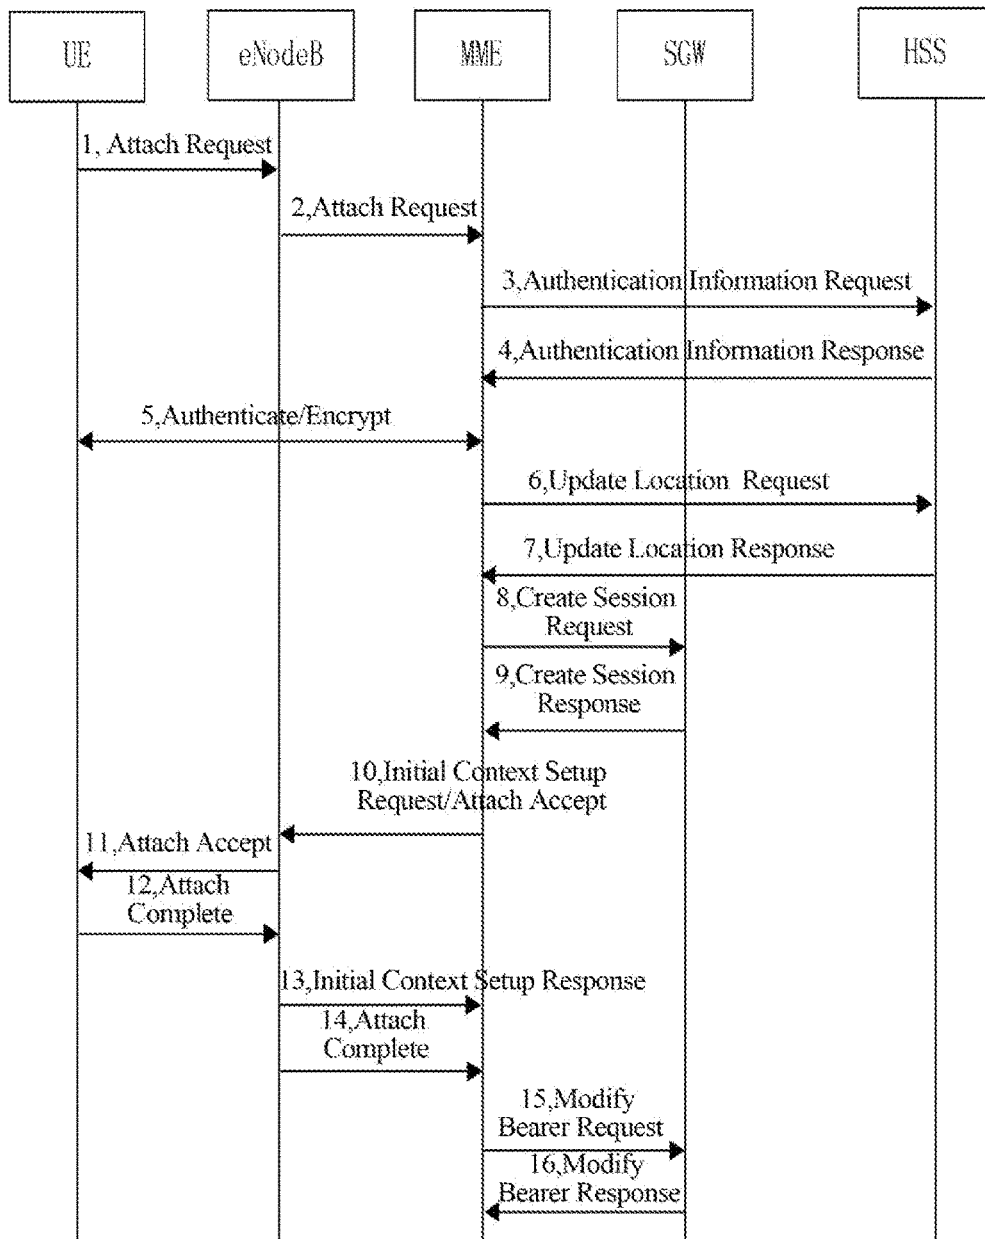 UE
eNodeB
MME
SGW
HSS
1, Attach Request
2,Attach Request
3,Authentication Information Request
4,Authentication Information Response
5,Authenticate/Encrypt
6,Update Location Request
7,Update Location Response
8,Create Session
Request
9,Create Session
Response
10,Initial Context Setup
Request/Attach Accept
11,Attach Accept
12,Attach
Complete
13,Initial Context Setup Response
14,Attach
Complete
15,Modify
Bearer Request
16,Modify
Bearer Response